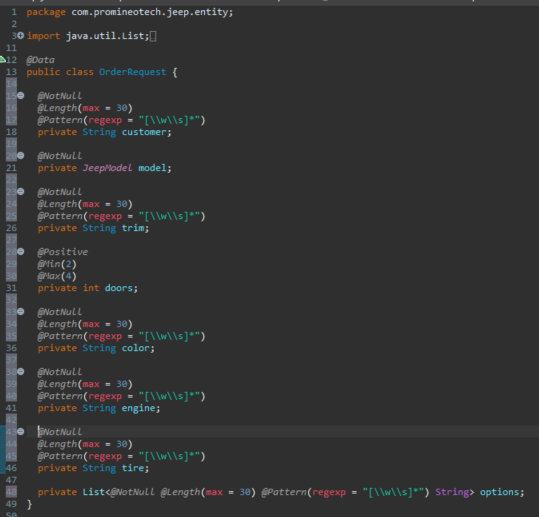 1 package com.promineotech.jeep.entity;
2
3 import java.util.List;
11
12 @Data
13 public class OrderRequest {
14
15 @NotNull
16 @Length(max = 30)
17 @Pattern(regexp = "[\\w\\s]*")
18 private String customer;
19
20 @NotNull
21 private JeepModel model;
22
23 @NotNull
24 @Length(max = 30)
25 @Pattern(regexp = "[\\w\\s]*")
26 private String trim;
27
28 @Positive
29 @Min(2)
30 @Max(4)
31 private int doors;
32
33 @NotNull
34 @Length(max = 30)
35 @Pattern(regexp = "[\\w\\s]*")
36 private String color;
37
38 @NotNull
39 @Length(max = 30)
40 @Pattern(regexp = "[\\w\\s]*")
41 private String engine;
42
43 @NotNull
44 @Length(max = 30)
45 @Pattern(regexp = "[\\w\\s]*")
46 private String tire;
47
48 private List<@NotNull @Length(max = 30) @Pattern(regexp = "[\\w\\s]*") String> options;
49 }
50